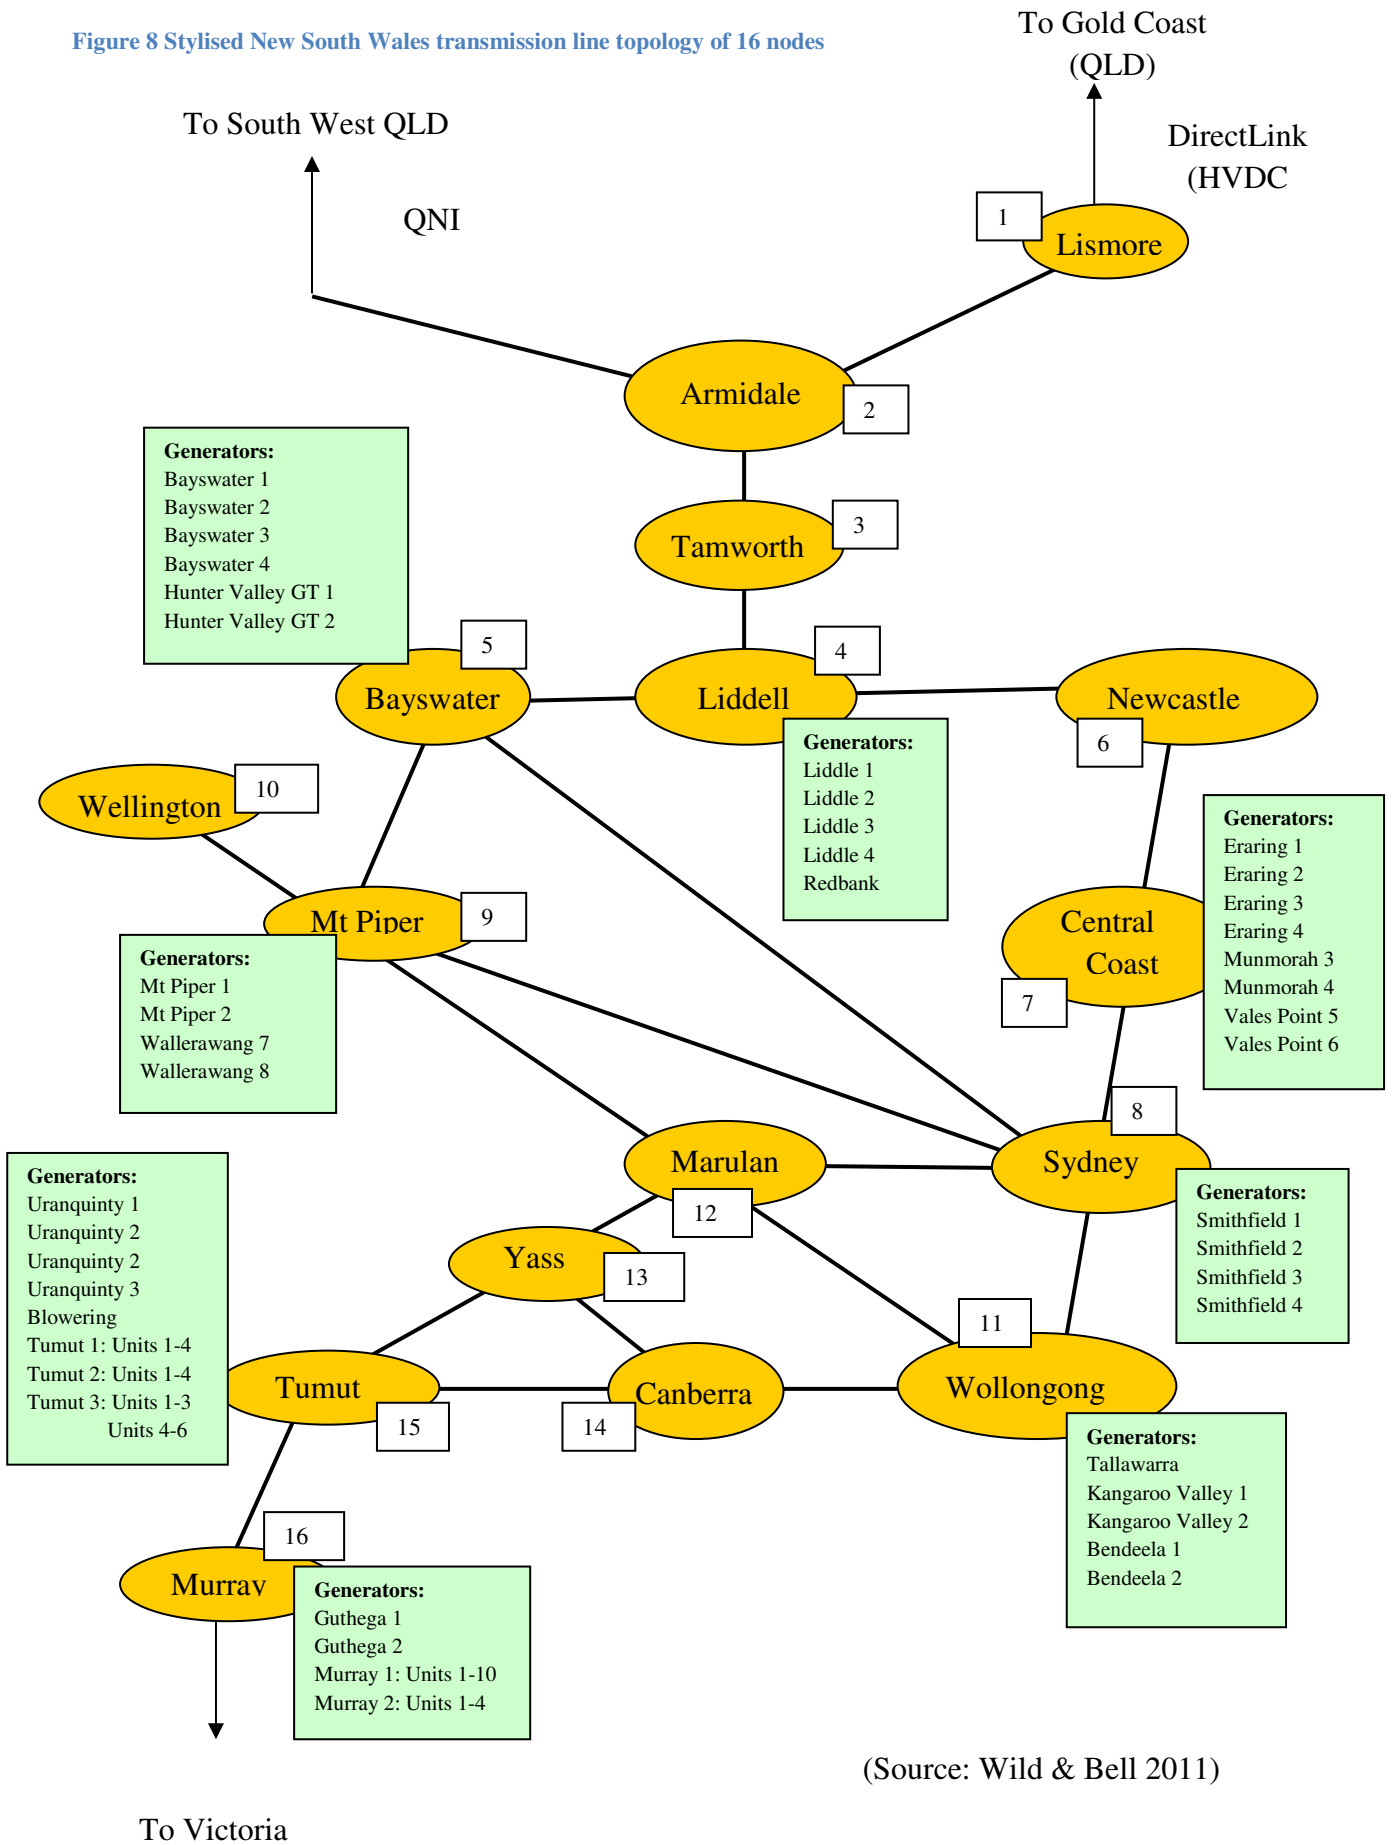 To Gold Coast
(QLD)
Figure 8 Stylised New South Wales transmission line topology of 16 nodes
To South West QLD
DirectLink
(HVDC
QNI
1
Lismore
Armidale
2
Generators:
Bayswater 1
Bayswater 2
Bayswater 3
Bayswater 4
Hunter Valley GT 1
Hunter Valley GT 2
3
Tamworth
5
Bayswater
4
Liddell
Newcastle
6
Generators:
Liddle 1
Liddle 2
Liddle 3
Liddle 4
Redbank
10
Wellington
Generators:
Eraring 1
Eraring 2
Eraring 3
Eraring 4
Munmorah 3
Munmorah 4
Vales Point 5
Vales Point 6
Mt Piper
9
Central
Coast
7
Generators:
Mt Piper 1
Mt Piper 2
Wallerawang 7
Wallerawang 8
8
Sydney
Marulan
12
Generators:
Smithfield 1
Smithfield 2
Smithfield 3
Smithfield 4
Generators:
Uranquinty 1
Uranquinty 2
Uranquinty 2
Uranquinty 3
Blowering
Tumut 1: Units 1-4
Tumut 2: Units 1-4
Tumut 3: Units 1-3
Units 4-6
Yass
13
11
Wollongong
Tumut
15
Canberra
14
Generators:
Tallawarra
Kangaroo Valley 1
Kangaroo Valley 2
Bendeela 1
Bendeela 2
16
Murray
Generators:
Guthega 1
Guthega 2
Murray 1: Units 1-10
Murray 2: Units 1-4
(Source: Wild & Bell 2011)
To Victoria